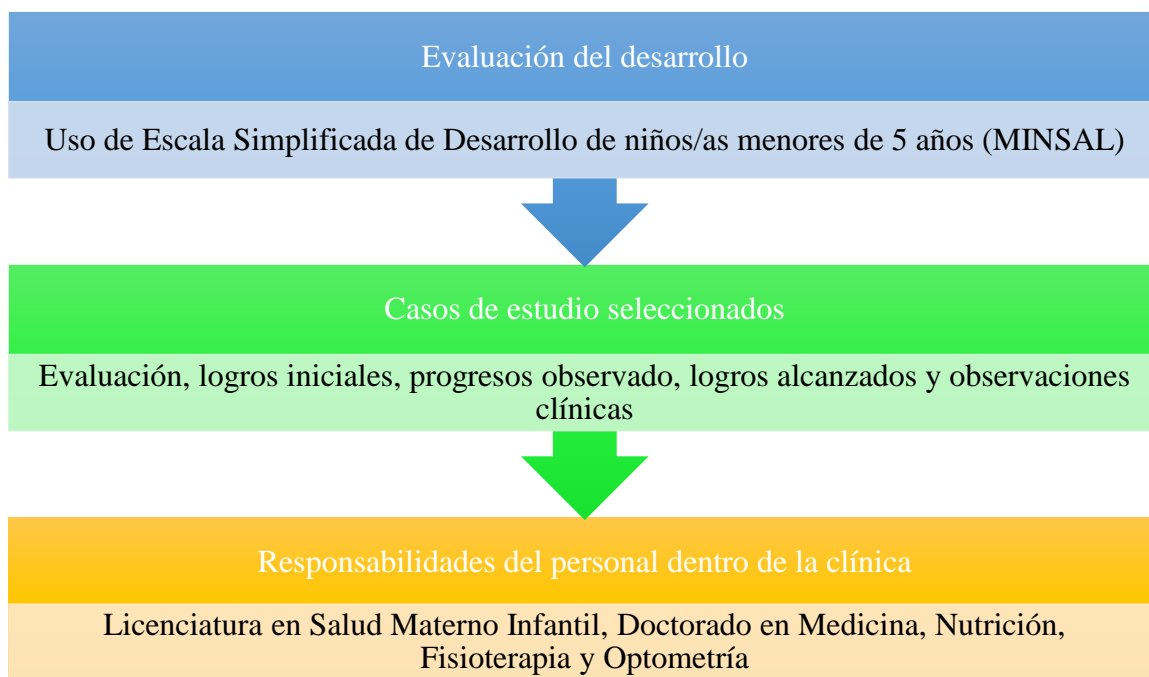 Evaluación del desarrollo
Uso de Escala Simplificada de Desarrollo de niños/as menores de 5 años (MINSAL)
Casos de estudio seleccionados
Evaluación, logros iniciales, progresos observado, logros alcanzados y observaciones
clínicas
Responsabilidades del personal dentro de la clínica
Licenciatura en Salud Materno Infantil, Doctorado en Medicina, Nutrición,
Fisioterapia y Optometría